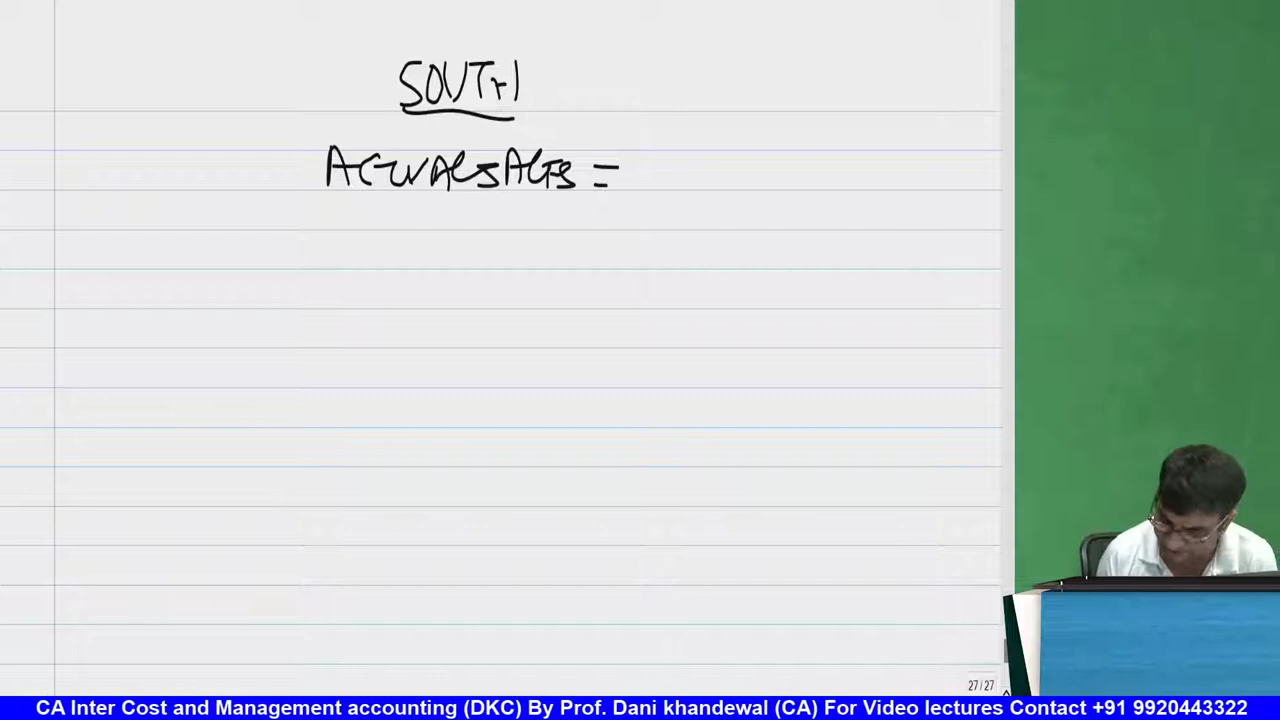 SOUTH
ACTUAL SALES =
27/27
CA Inter Cost and Management accounting (DKC) By Prof. Dani khandewal (CA) For Video lectures Contact +91 9920443322